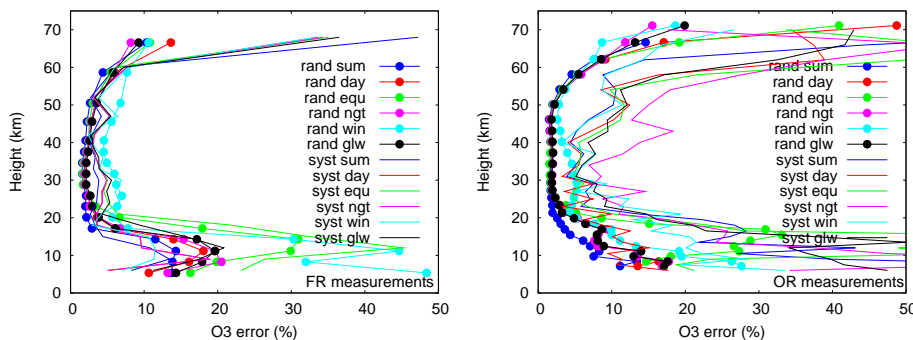 70
60
50
40
30
20
10
0
0 10 20 30 40 50
Height (km)
O3 error (%)
rand sum
rand day
rand equ
rand ngt
rand win
rand glw
syst sum
syst day
syst equ
syst ngt
syst win
syst glw
FR measurements
70
60
50
40
30
20
10
0
0 10 20 30 40 50
Height (km)
O3 error (%)
rand sum
rand day
rand equ
rand ngt
rand win
rand glw
syst sum
syst day
syst equ
syst ngt
syst win
syst glw
OR measurements